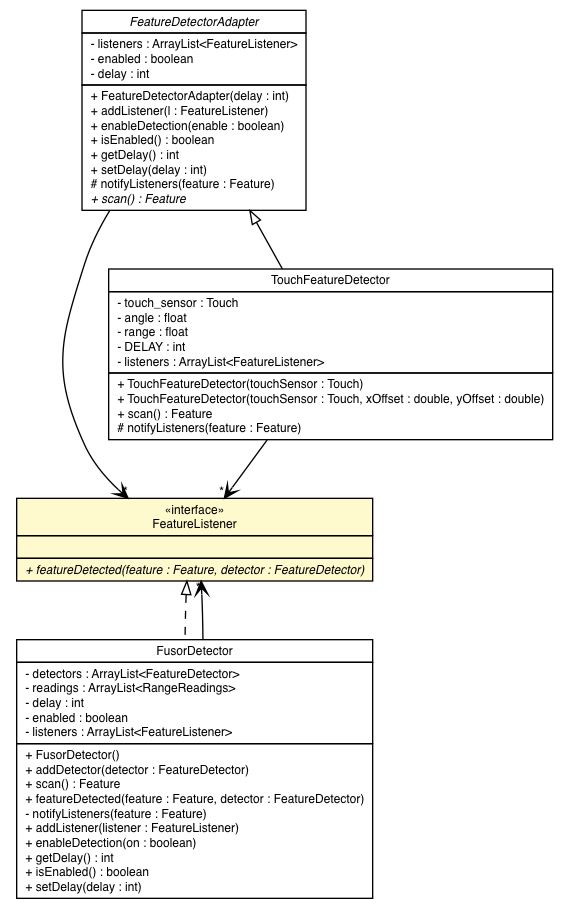 FeatureDetectorAdapter
- listeners : ArrayList<FeatureListener>
- enabled : boolean
- delay : int
+ FeatureDetectorAdapter(delay : int)
+ addListener(l : FeatureListener)
+ enableDetection(enable : boolean)
+ isEnabled() : boolean
+ getDelay() : int
+ setDelay(delay : int)
# notifyListeners(feature : Feature)
+ scan() : Feature
TouchFeatureDetector
- touch_sensor : Touch
- angle : float
- range : float
- DELAY : int
- listeners : ArrayList<FeatureListener>
+ TouchFeatureDetector(touchSensor : Touch)
+ TouchFeatureDetector(touchSensor : Touch, xOffset : double, yOffset : double)
+ scan() : Feature
# notifyListeners(feature : Feature)
* *
«interface»
FeatureListener
+ featureDetected(feature : Feature, detector : FeatureDetector)
*
FusorDetector
- detectors : ArrayList<FeatureDetector>
- readings : ArrayList<RangeReadings>
- delay : int
- enabled : boolean
- listeners : ArrayList<FeatureListener>
+ FusorDetector()
+ addDetector(detector : FeatureDetector)
+ scan() : Feature
+ featureDetected(feature : Feature, detector : FeatureDetector)
- notifyListeners(feature : Feature)
+ addListener(listener : FeatureListener)
+ enableDetection(on : boolean)
+ getDelay() : int
+ isEnabled() : boolean
+ setDelay(delay : int)